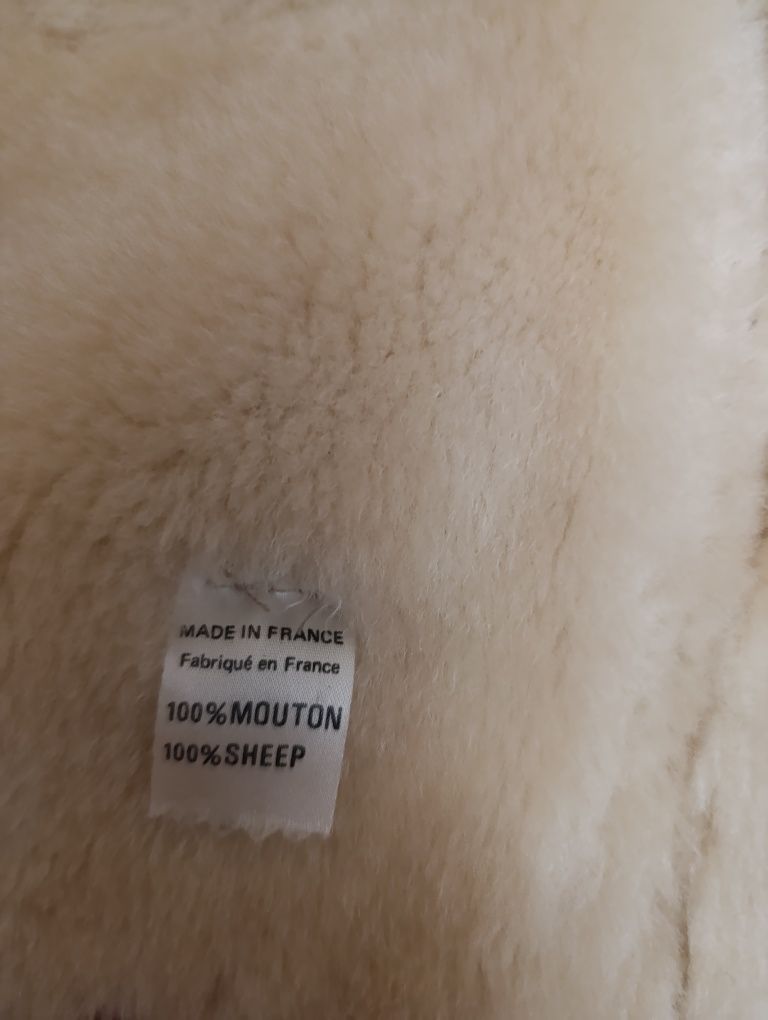 MADE IN FRANCE
Fabriqué en France
100%MOUTON
100%SHEEP